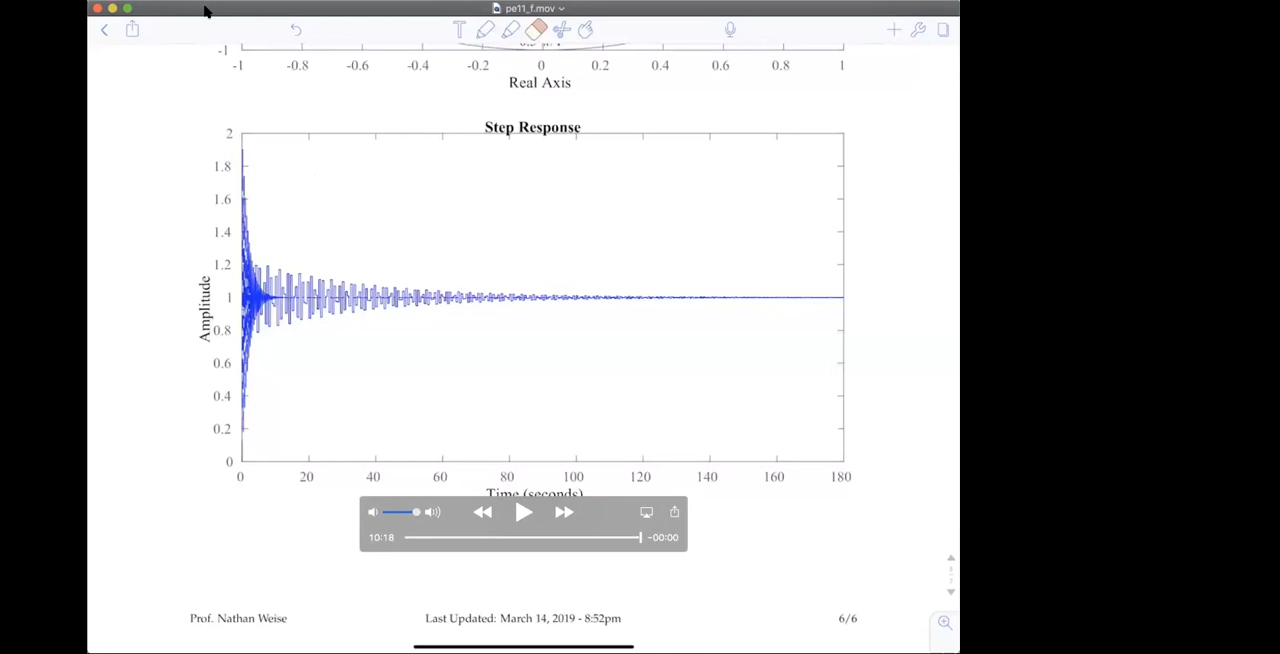 pe11_f.mov
T
-1
-1 -0.8 -0.6 -0.4 -0.2 0 0.2 0.4 0.6 0.8 1
Real Axis
Step Response
2
1.8
1.6
1.4
1.2
1
0.8
0.6
0.4
0.2
0
Amplitude
0 20 40 60 80 100 120 140 160 180
Time (seconds)
10:18 -00:00
Prof. Nathan Weise Last Updated: March 14, 2019 - 8:52pm 6/6